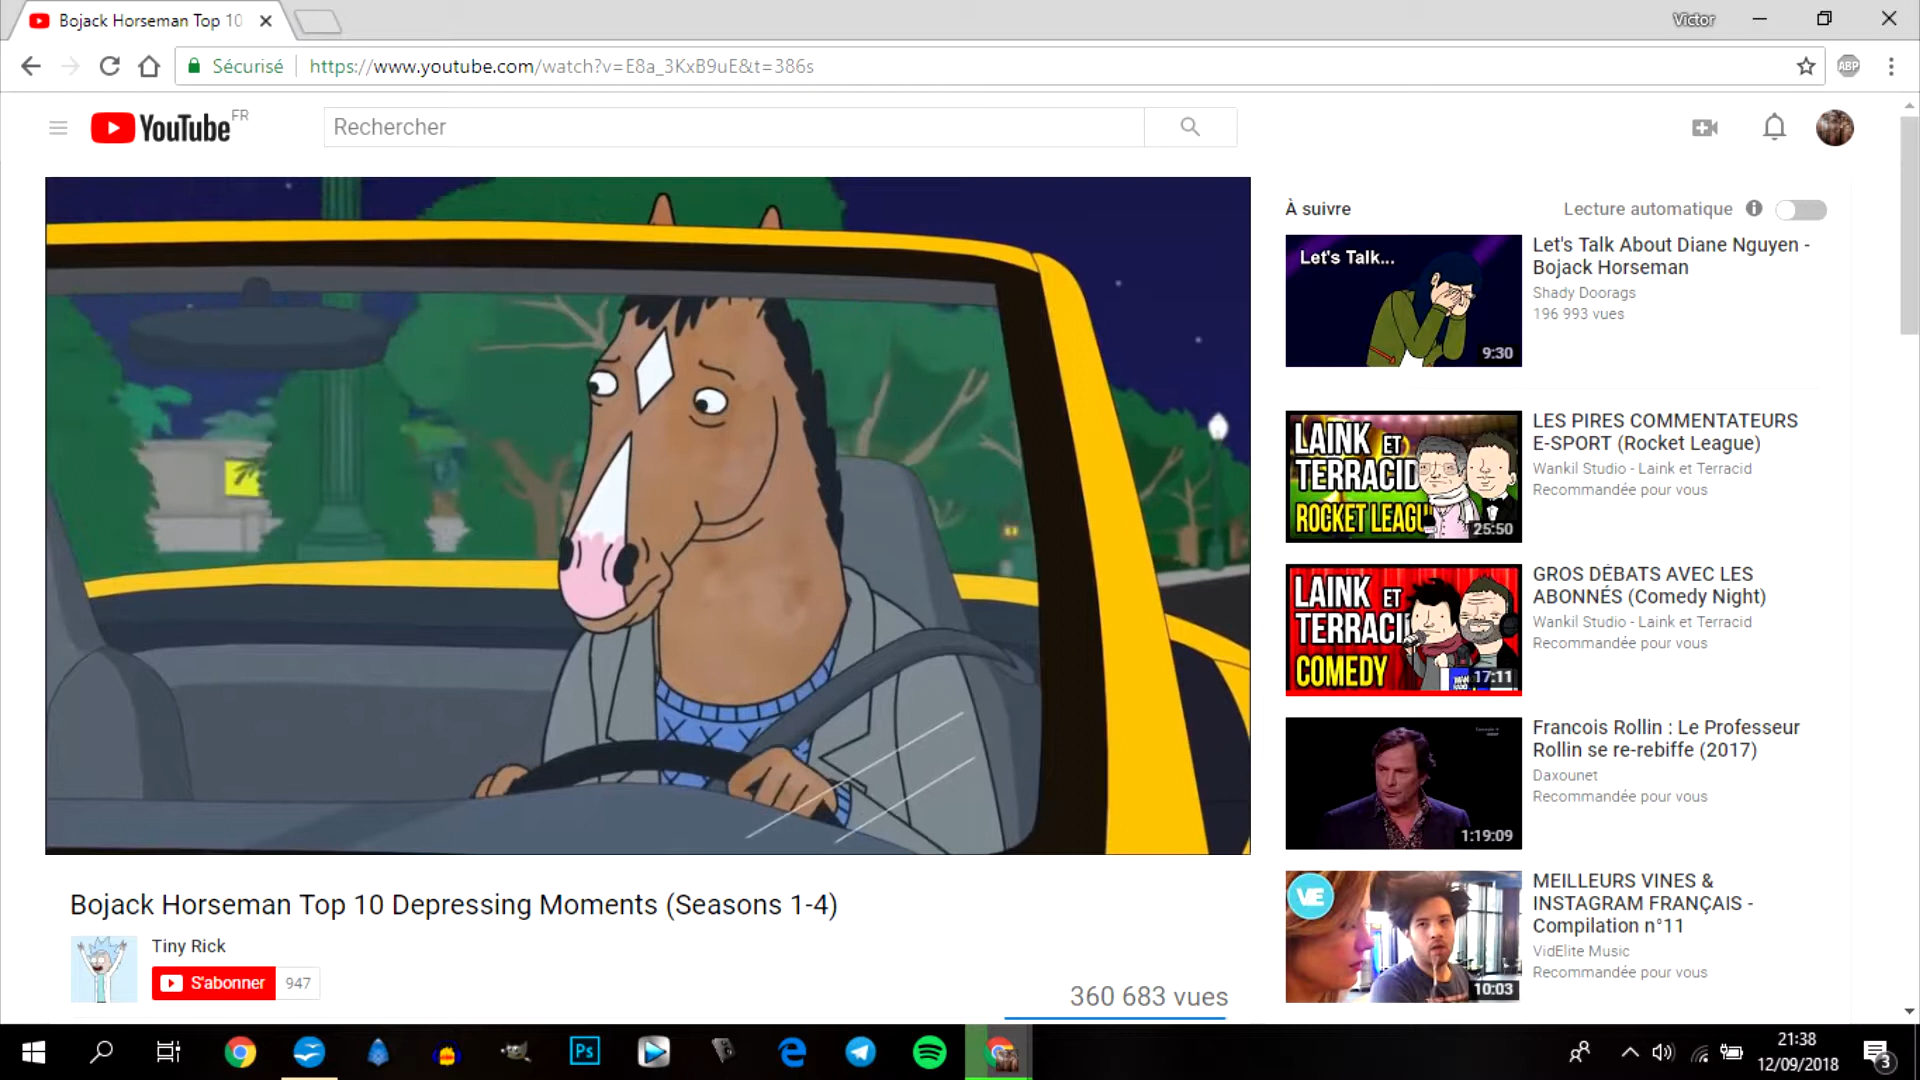 Bojack Horseman Top 10
Victor
Sécurisé
https://www.youtube.com/watch?v=E8a_3KxB9uE&t=386s
ABP
YouTube FR
Rechercher
À suivre
Lecture automatique
Let's Talk...
9:30
Let's Talk About Diane Nguyen -
Bojack Horseman
Shady Doorags
196 993 vues
LAINK ET
TERRACID
ROCKET LEAGU
25:50
LES PIRES COMMENTATEURS
E-SPORT (Rocket League)
Wankil Studio - Laink et Terracid
Recommandée pour vous
LAINK ET
TERRACI
COMEDY
17:11
GROS DÉBATS AVEC LES
ABONNÉS (Comedy Night)
Wankil Studio - Laink et Terracid
Recommandée pour vous
1:19:09
Francois Rollin : Le Professeur
Rollin se re-rebiffe (2017)
Daxounet
Recommandée pour vous
VE
10:03
MEILLEURS VINES &
INSTAGRAM FRANÇAIS -
Compilation n°11
VidElite Music
Recommandée pour vous
Bojack Horseman Top 10 Depressing Moments (Seasons 1-4)
Tiny Rick
S'abonner
947
360 683 vues
Ps
21:38
12/09/2018
3